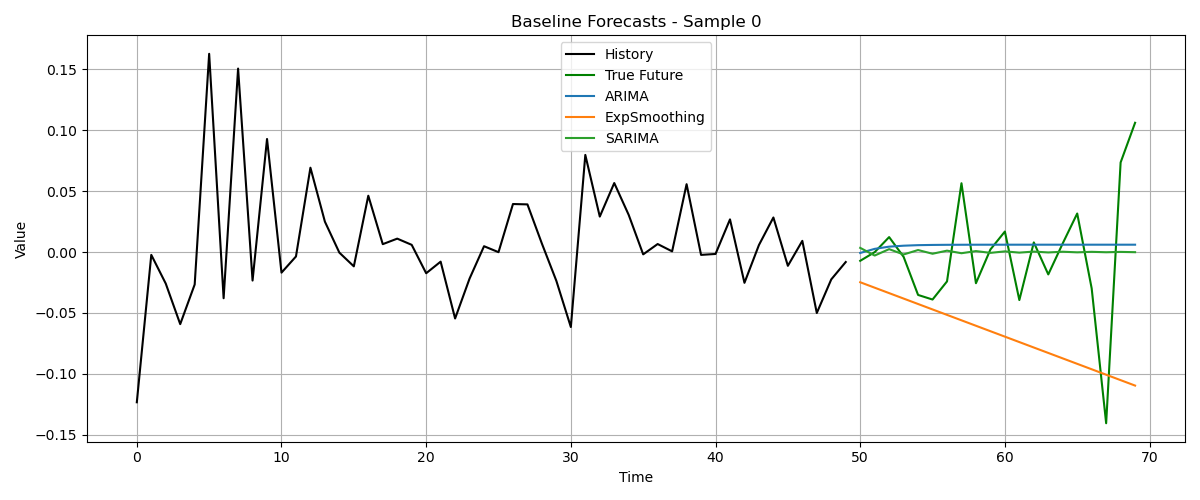 Baseline Forecasts - Sample 0
History
True Future
ARIMA
ExpSmoothing
SARIMA
Value
0.15
0.10
0.05
0.00
−0.05
−0.10
−0.15
0 10 20 30 40 50 60 70
Time